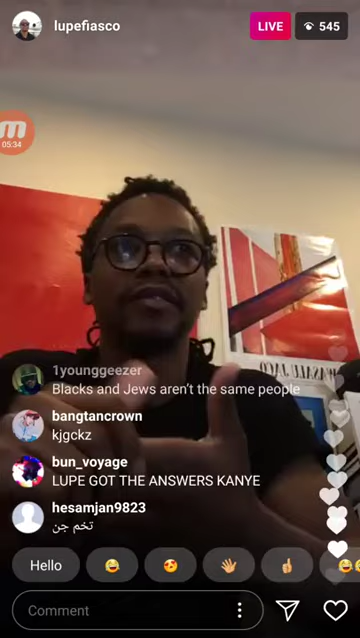 lupefiasco
LIVE
545
05:34
1younggeezer
Blacks and Jews aren't the same people
bangtancrown
kjgckz
bun_voyage
LUPE GOT THE ANSWERS KANYE
hesamjan9823
تخم جن
Hello
Comment